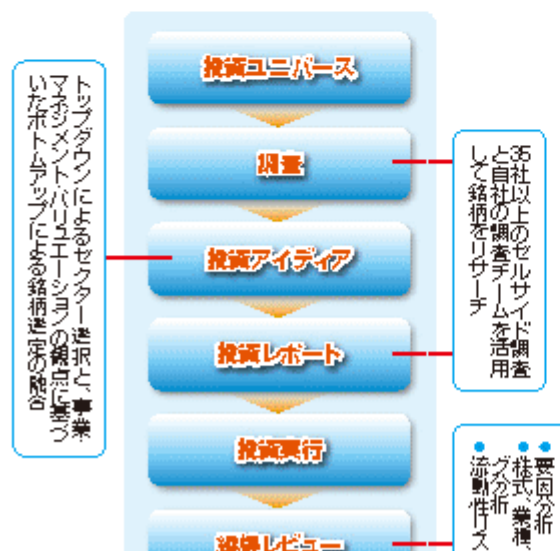 投資ユニバース
調査
投資アイディア
投資レポート
投資実行
トップダウンによるセクター選択と、事業
マネジメント・バリュエーションの観点に基づ
いたボトムアップによる銘柄選定の融合
35社以上のセルサイド調査
と自社の調査チームを活用
して銘柄をリサーチ
要因分析
株式、業種、
グ分析
流動性リス